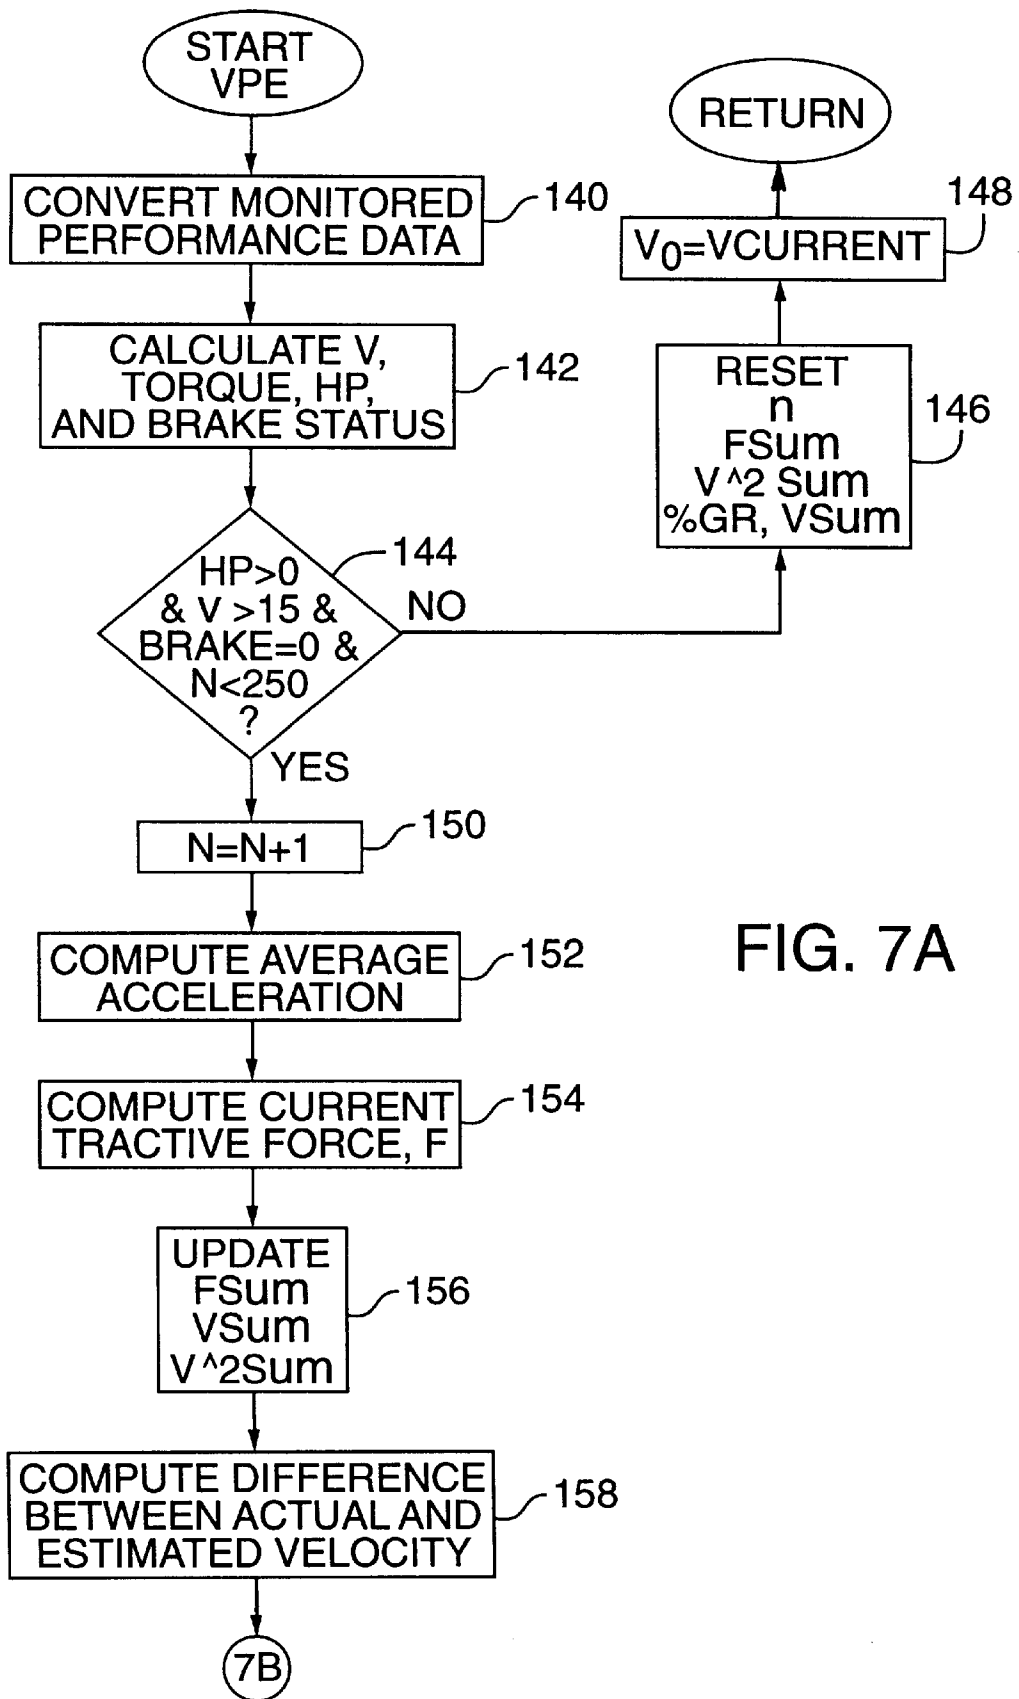 START
VPE
CONVERT MONITORED
PERFORMANCE DATA
140
CALCULATE V,
TORQUE, HP,
AND BRAKE STATUS
142
HP>0
& V >15 &
BRAKE=0 &
N<250
?
144
NO
YES
RETURN
V0=VCURRENT
148
RESET
n
FSum
V^2 Sum
%GR, VSum
146
N=N+1
150
COMPUTE AVERAGE
ACCELERATION
152
COMPUTE CURRENT
TRACTIVE FORCE, F
154
UPDATE
FSum
VSum
V^2Sum
156
COMPUTE DIFFERENCE
BETWEEN ACTUAL AND
ESTIMATED VELOCITY
158
7B
FIG. 7A